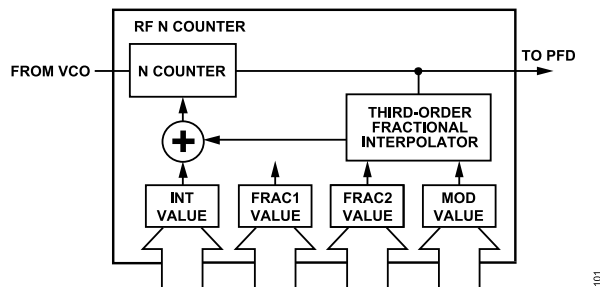 RF N COUNTER
FROM VCO
N COUNTER
TO PFD
THIRD-ORDER
FRACTIONAL
INTERPOLATOR
+
INT
VALUE
FRAC1
VALUE
FRAC2
VALUE
MOD
VALUE
101